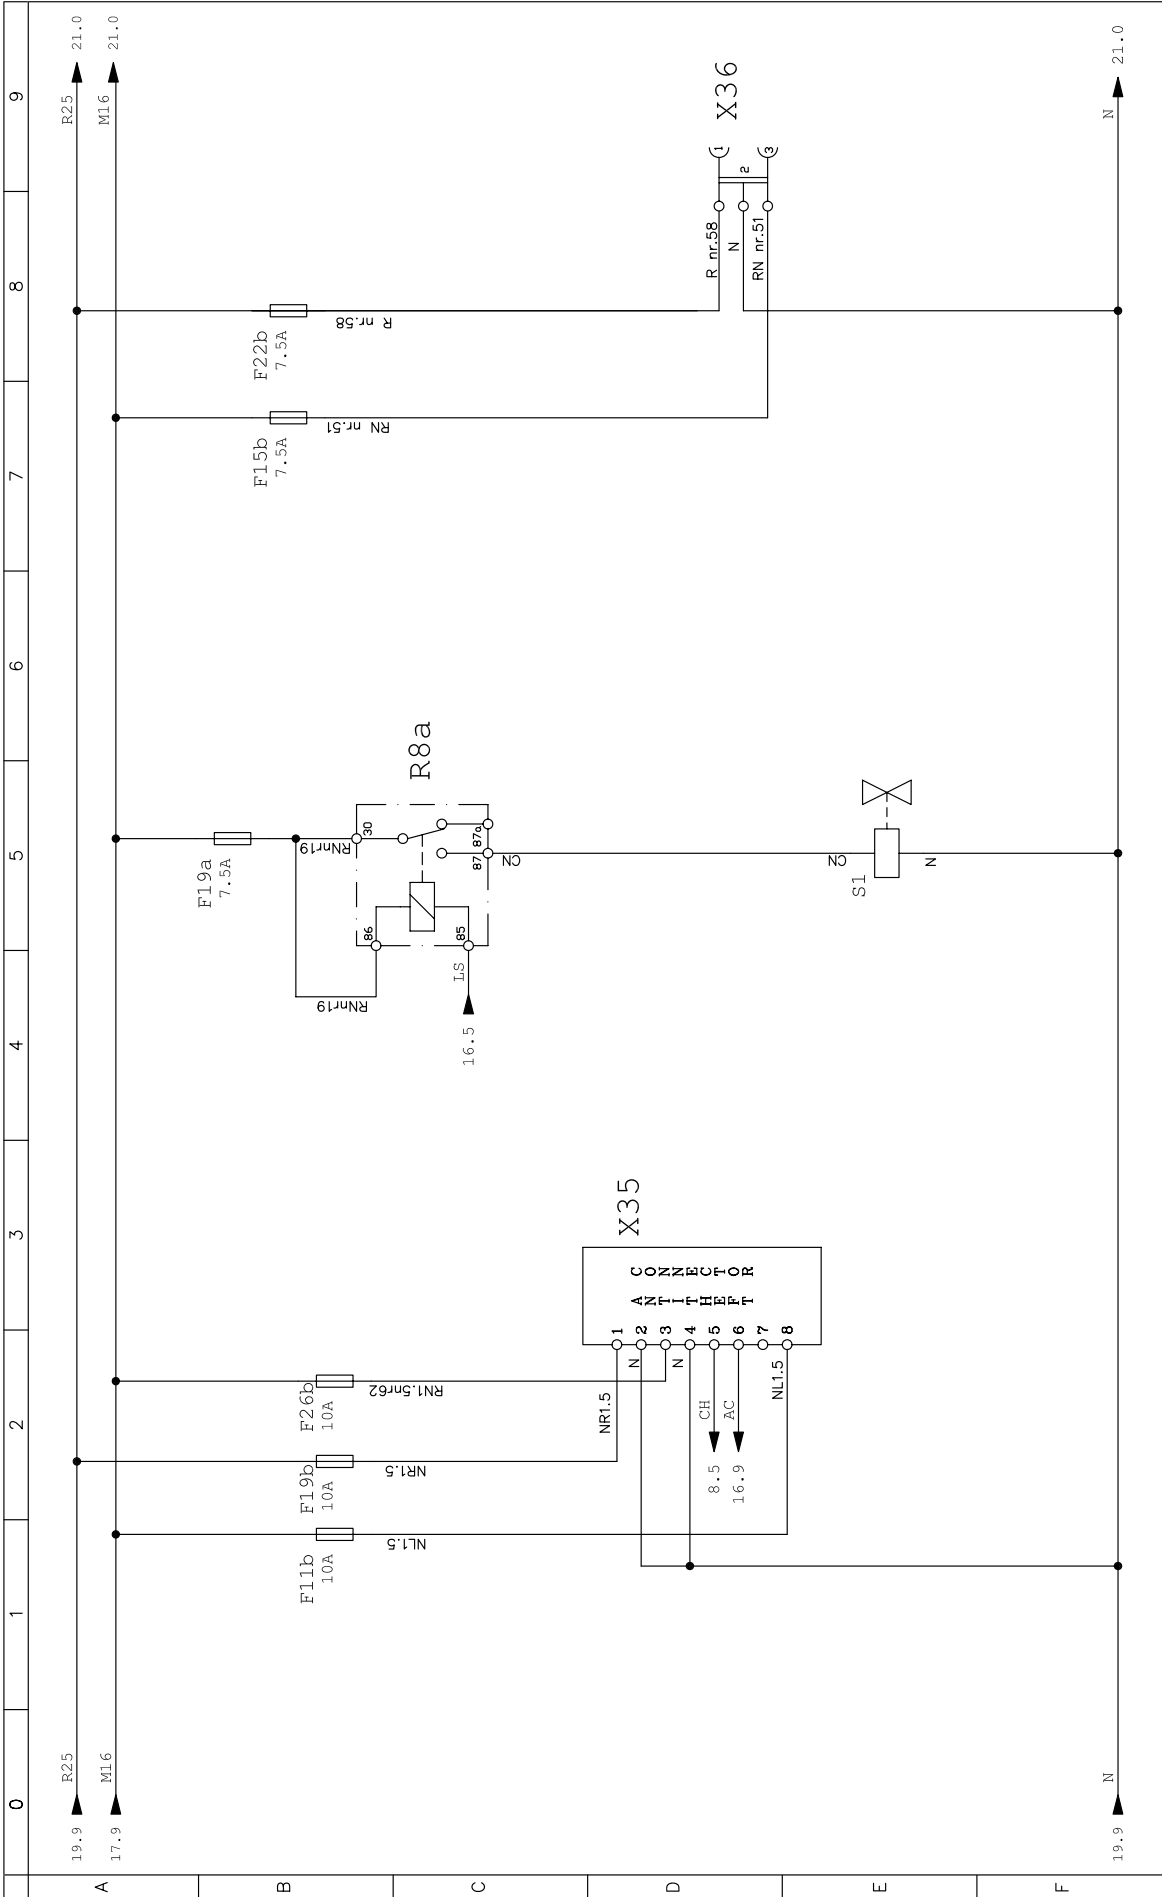 0 1 2 3 4 5 6 7 8 9
A
B
C
D
E
F
19.9 R25
R25 21.0
17.9 M16
M16 21.0
F11b
10A
NL1.5
F19b
10A
NR1.5
F26b
10A
RN1.5nr62
F19a
7.5A
RNnr19
RNnr19
F15b
7.5A
RN nr.51
F22b
7.5A
R nr.58
R8a
30
86
85
87
87a
LS
16.5
CN
CN
S1
N
X35
CONNECTOR
ANTITHEFT
1
2
3
4
5
6
7
8
NR1.5
N
N
CH
8.5
AC
16.9
NL1.5
X36
R nr.58
N
RN nr.51
1
2
3
19.9 N
N 21.0